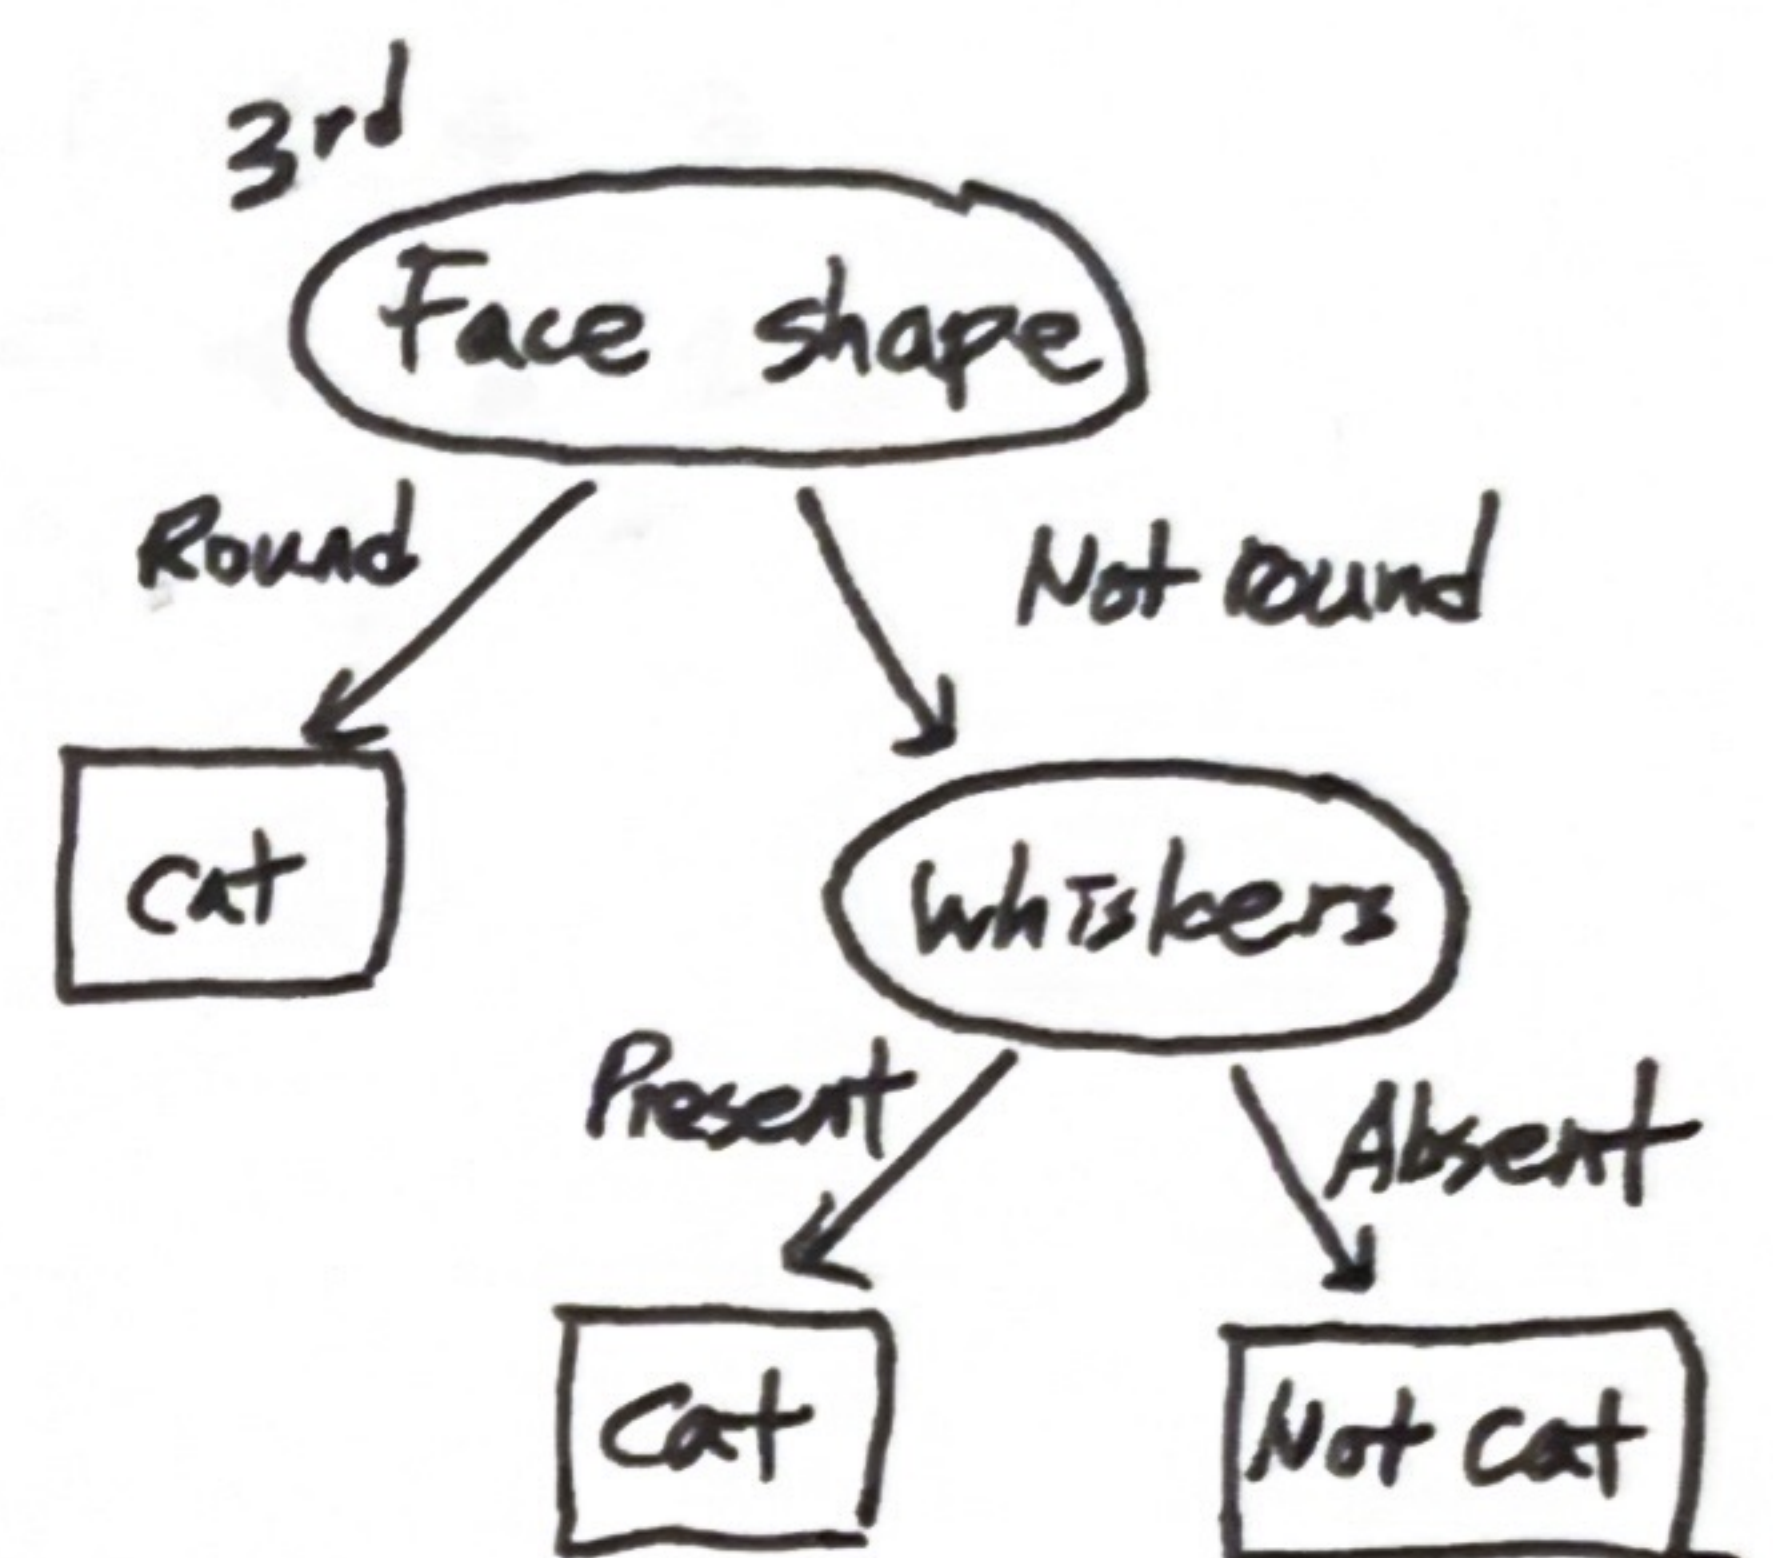 3rd
Face shape
Round
Not round
cat
Whiskers
Present
Absent
Cat
Not cat